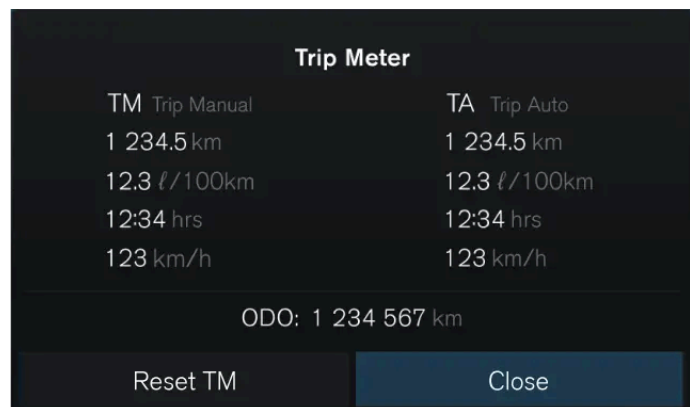 Trip Meter
TM Trip Manual
1 234.5 km
12.3 ℓ/100km
12:34 hrs
123 km/h
TA Trip Auto
1 234.5 km
12.3 ℓ/100km
12:34 hrs
123 km/h
ODO: 1 234 567 km
Reset TM
Close